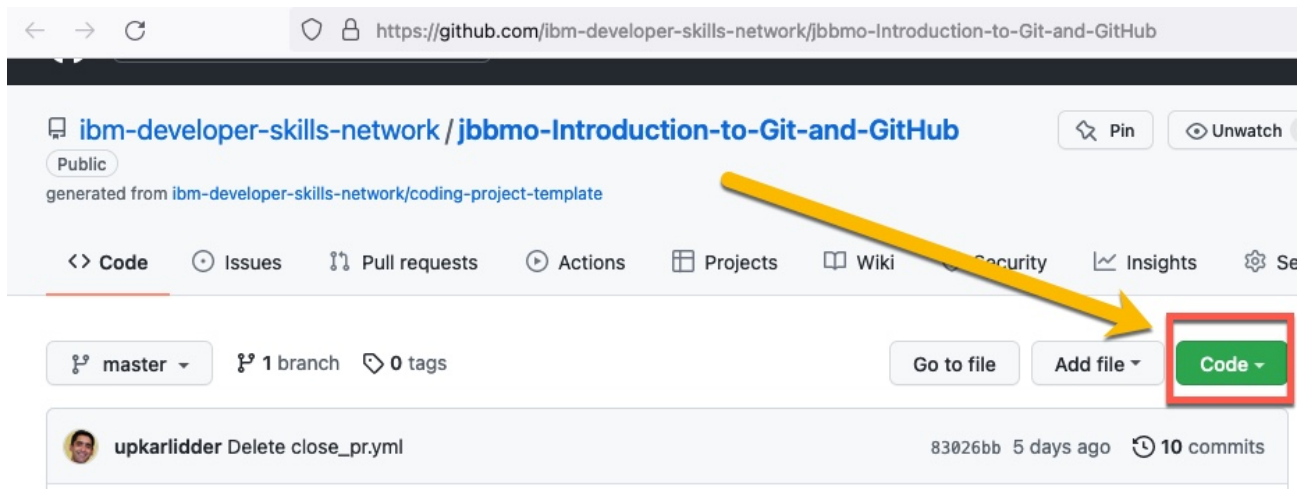 https://github.com/ibm-developer-skills-network/jbbmo-Introduction-to-Git-and-GitHub
ibm-developer-skills-network / jbbmo-Introduction-to-Git-and-GitHub
Pin
Unwatch
Public
generated from ibm-developer-skills-network/coding-project-template
<> Code
Issues
Pull requests
Actions
Projects
Wiki
Security
Insights
Se
master
1 branch
0 tags
Go to file
Add file
Code
upkarlidder Delete close_pr.yml
83026bb 5 days ago
10 commits